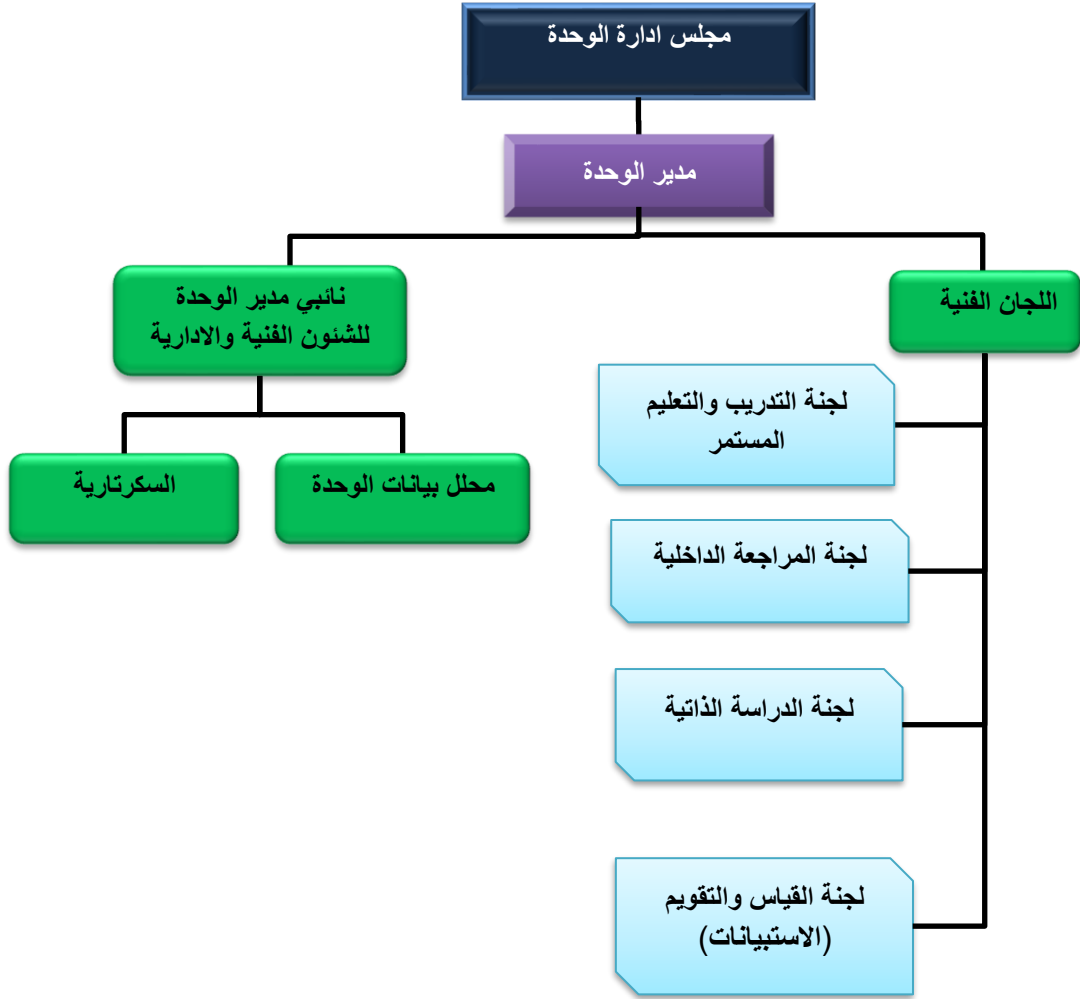 مجلس ادارة الوحدة
مدير الوحدة
اللجان الفنية
نائبي مدير الوحدة
للشئون الفنية والادارية
لجنة التدريب والتعليم
المستمر
محلل بيانات الوحدة
السكرتارية
لجنة المراجعة الداخلية
لجنة الدراسة الذاتية
لجنة القياس والتقويم
(الاستبيانات)